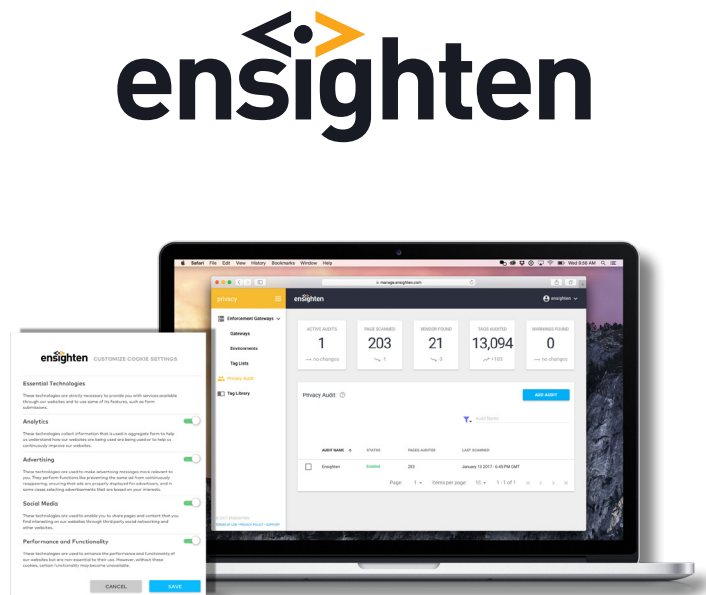 ensighten
Safari File Edit View History Bookmarks Window Help
Wed 9:56 AM
manage.ensighten.com
privacy
ensighten
ensighten
Enforcement Gateways
Gateways
Environments
Tag Lists
Privacy Audit
Tag Library
ACTIVE AUDITS
1
no changes
PAGE SCANNED
203
1
VENDOR FOUND
21
3
TAGS AUDITED
13,094
+103
WARNINGS FOUND
0
no changes
Privacy Audit:
ADD AUDIT
Audit Name
AUDIT NAME STATUS PAGES AUDITED LAST SCANNED
Ensighten Enabled 203 January 13 2017 - 6:45 PM GMT
Page 1 Items per page: 10 1 - 1 of 1
ensighten CUSTOMIZE COOKIE SETTINGS
Essential Technologies
These technologies are strictly necessary to provide you with services available
through our websites and to use some of its features, such as form
submissions.
Analytics
These technologies collect information that is used in aggregate form to help
us understand how our websites are being used are being used or to help us
continuously improve our websites.
Advertising
These technologies are used to make advertising messages more relevant to
you. They perform functions like preventing the same ad from continuously
reappearing, ensuring that ads are properly displayed for advertisers, and in
some cases selecting advertisements that are based on your interests.
Social Media
These technologies are used to enable you to share pages and content that you
find interesting on our websites through third party social networking and
other websites.
Performance and Functionality
These technologies are used to enhance the performance and functionality of
our websites but are non-essential to their use. However, without these
cookies, certain functionality may become unavailable.
CANCEL SAVE